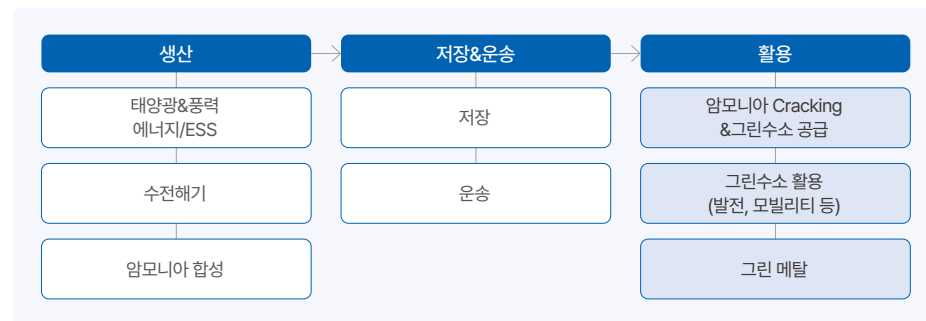 생산
태양광&풍력
에너지/ESS
수전해기
암모니아 합성
저장&운송
저장
운송
활용
암모니아 Cracking
&그린수소 공급
그린수소 활용
(발전, 모빌리티 등)
그린 메탈